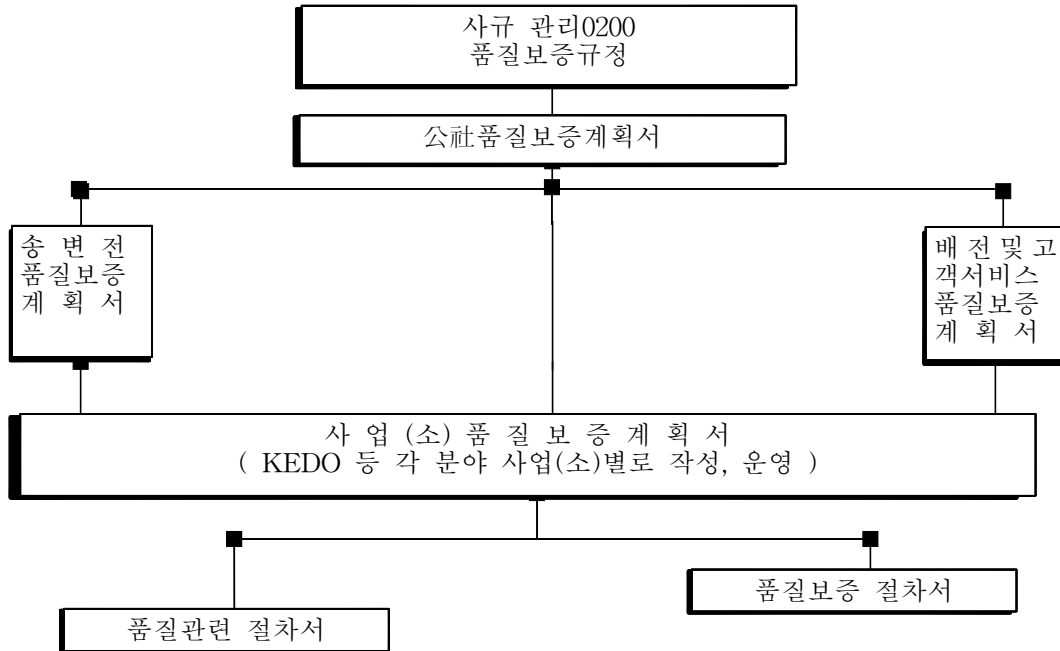 사규 관리0200
품질보증규정
公社품질보증계획서
송 변 전
품질보증
계 획 서
배 전 및 고
객서비스
품질보증
계 획 서
사 업 (소) 품 질 보 증 계 획 서
( KEDO 등 각 분야 사업(소)별로 작성, 운영 )
품질보증 절차서
품질관련 절차서